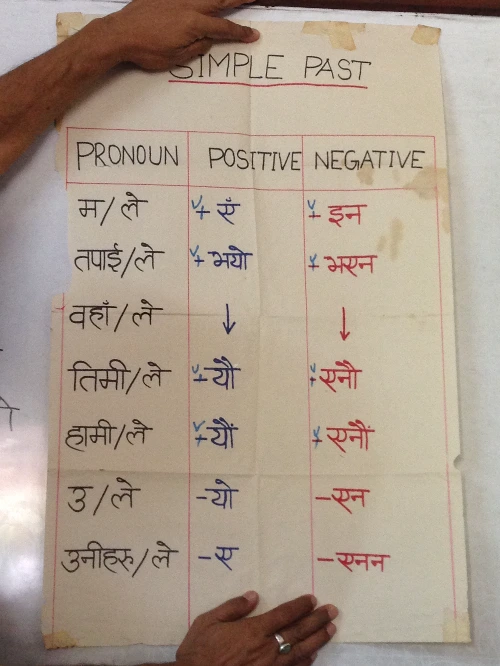 SIMPLE PAST
PRONOUN POSITIVE NEGATIVE
म/ले + एँ + इन
तपाई/ले + भयो + भएन
वहाँ/ले ↓ ↓
तिमी/ले + यौ + एनौ
हामी/ले + यौं + एनौं
उ/ले - यो - एन
उनीहरु/ले - ए - एनन